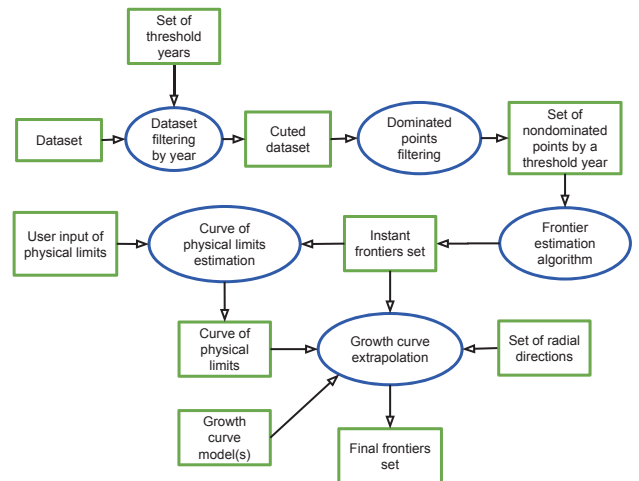 Set of
threshold
years
Dataset
Dataset
filtering
by year
Cuted
dataset
Dominated
points
filtering
Set of
nondominated
points by a
threshold year
User input of
physical limits
Curve of
physical limits
estimation
Instant
frontiers set
Frontier
estimation
algorithm
Curve of
physical
limits
Growth curve
extrapolation
Set of radial
directions
Growth
curve
model(s)
Final frontiers
set